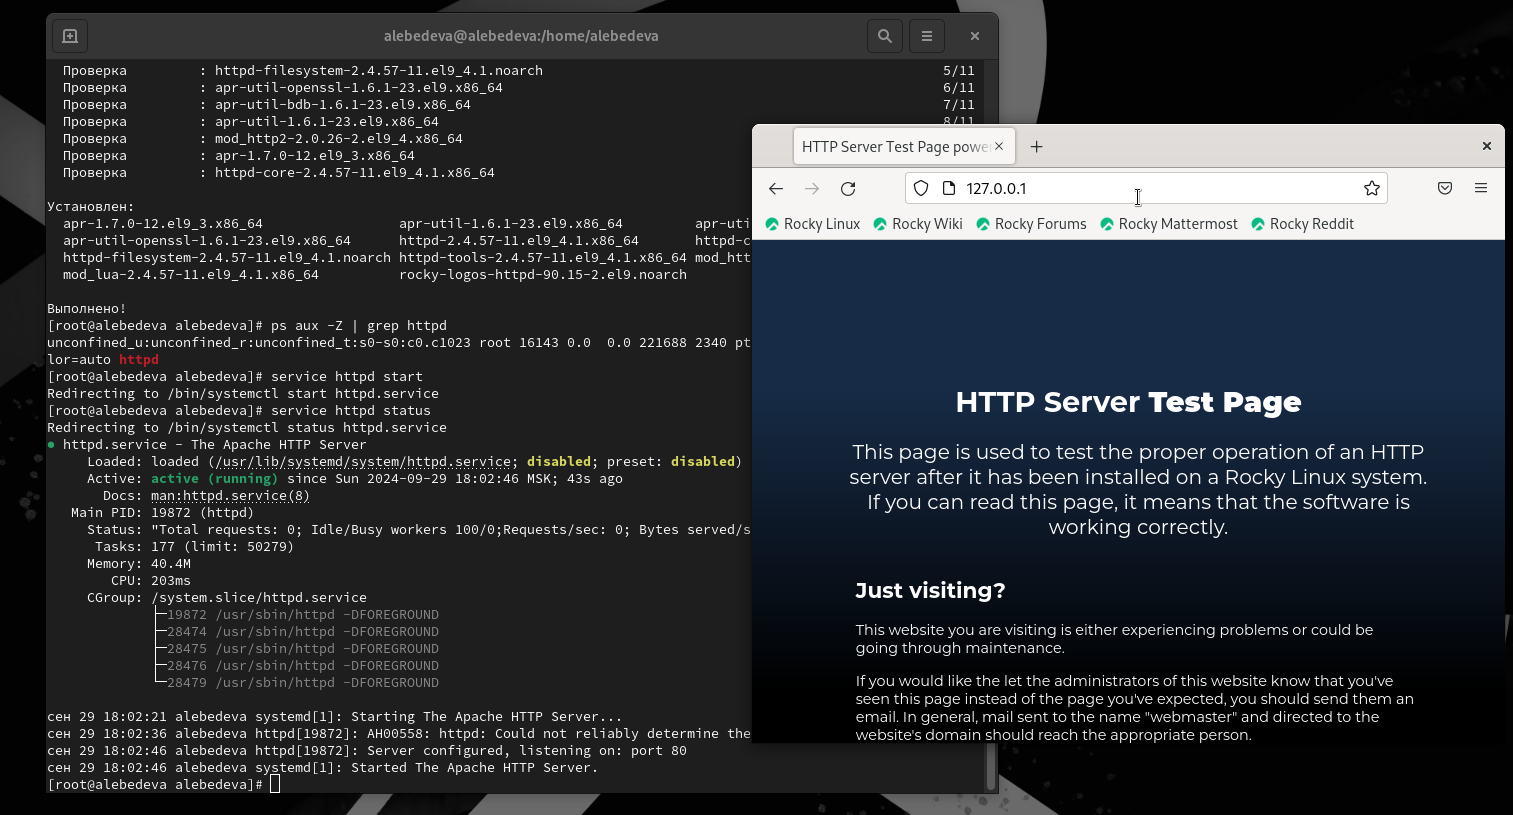 alebedeva@alebedeva:/home/alebedeva
Проверка : httpd-filesystem-2.4.57-11.el9_4.1.noarch 5/11
Проверка : apr-util-openssl-1.6.1-23.el9.x86_64 6/11
Проверка : apr-util-bdb-1.6.1-23.el9.x86_64 7/11
Проверка : apr-util-1.6.1-23.el9.x86_64 8/11
Проверка : mod_http2-2.0.26-2.el9_4.x86_64
Проверка : apr-1.7.0-12.el9_3.x86_64
Проверка : httpd-core-2.4.57-11.el9_4.1.x86_64
Установлен:
apr-1.7.0-12.el9_3.x86_64 apr-util-1.6.1-23.el9.x86_64 apr-uti
apr-util-openssl-1.6.1-23.el9.x86_64 httpd-2.4.57-11.el9_4.1.x86_64 httpd-c
httpd-filesystem-2.4.57-11.el9_4.1.noarch httpd-tools-2.4.57-11.el9_4.1.x86_64 mod_htt
mod_lua-2.4.57-11.el9_4.1.x86_64 rocky-logos-httpd-90.15-2.el9.noarch
Выполнено!
[root@alebedeva alebedeva]# ps aux -Z | grep httpd
unconfined_u:unconfined_r:unconfined_t:s0-s0:c0.c1023 root 16143 0.0 0.0 221688 2340 pt
lor=auto httpd
[root@alebedeva alebedeva]# service httpd start
Redirecting to /bin/systemctl start httpd.service
[root@alebedeva alebedeva]# service httpd status
Redirecting to /bin/systemctl status httpd.service
● httpd.service - The Apache HTTP Server
Loaded: loaded (/usr/lib/systemd/system/httpd.service; disabled; preset: disabled)
Active: active (running) since Sun 2024-09-29 18:02:46 MSK; 43s ago
Docs: man:httpd.service(8)
Main PID: 19872 (httpd)
Status: "Total requests: 0; Idle/Busy workers 100/0;Requests/sec: 0; Bytes served/s
Tasks: 177 (limit: 50279)
Memory: 40.4M
CPU: 203ms
CGroup: /system.slice/httpd.service
├─19872 /usr/sbin/httpd -DFOREGROUND
├─28474 /usr/sbin/httpd -DFOREGROUND
├─28475 /usr/sbin/httpd -DFOREGROUND
├─28476 /usr/sbin/httpd -DFOREGROUND
└─28479 /usr/sbin/httpd -DFOREGROUND
сен 29 18:02:21 alebedeva systemd[1]: Starting The Apache HTTP Server...
сен 29 18:02:36 alebedeva httpd[19872]: AH00558: httpd: Could not reliably determine the
сен 29 18:02:46 alebedeva httpd[19872]: Server configured, listening on: port 80
сен 29 18:02:46 alebedeva systemd[1]: Started The Apache HTTP Server.
[root@alebedeva alebedeva]#
HTTP Server Test Page powe
127.0.0.1
Rocky Linux Rocky Wiki Rocky Forums Rocky Mattermost Rocky Reddit
HTTP Server Test Page
This page is used to test the proper operation of an HTTP
server after it has been installed on a Rocky Linux system.
If you can read this page, it means that the software is
working correctly.
Just visiting?
This website you are visiting is either experiencing problems or could be
going through maintenance.
If you would like the let the administrators of this website know that you've
seen this page instead of the page you've expected, you should send them an
email. In general, mail sent to the name "webmaster" and directed to the
website's domain should reach the appropriate person.